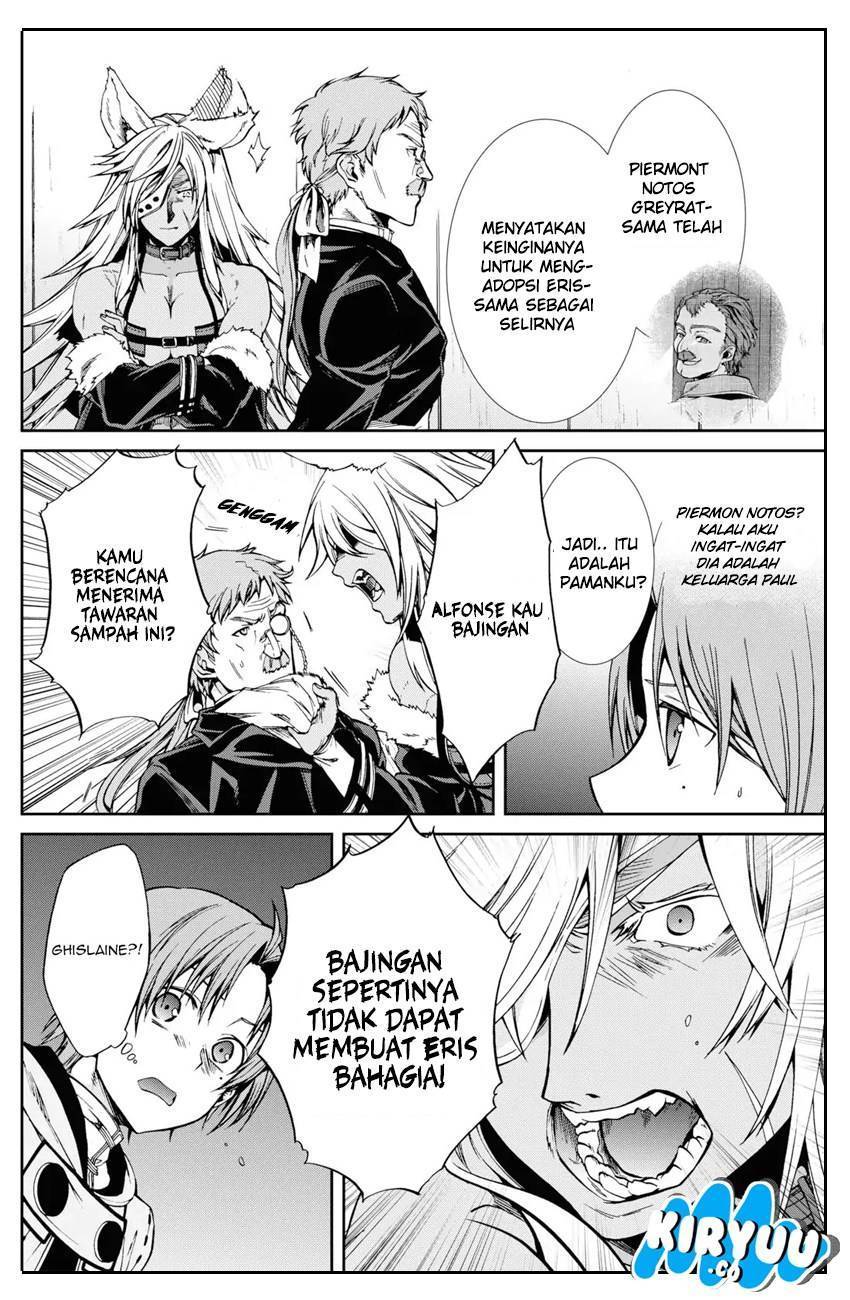 PIERMONT
NOTOS
GREYRAT-
SAMA TELAH
MENYATAKAN
KEINGINANYA
UNTUK MENG-
ADOPSI ERIS-
SAMA SEBAGAI
SELIRNYA
PIERMON NOTOS?
KALAU AKU
INGAT-INGAT
DIA ADALAH
KELUARGA PAUL
JADI.. ITU
ADALAH
PAMANKU?
ALFONSE KAU
BAJINGAN
GENGGAM
KAMU
BERENCANA
MENERIMA
TAWARAN
SAMPAH INI?
BAJINGAN
SEPERTINYA
TIDAK DAPAT
MEMBUAT ERIS
BAHAGIA!
GHISLAINE?!
KIRYUU
.CO